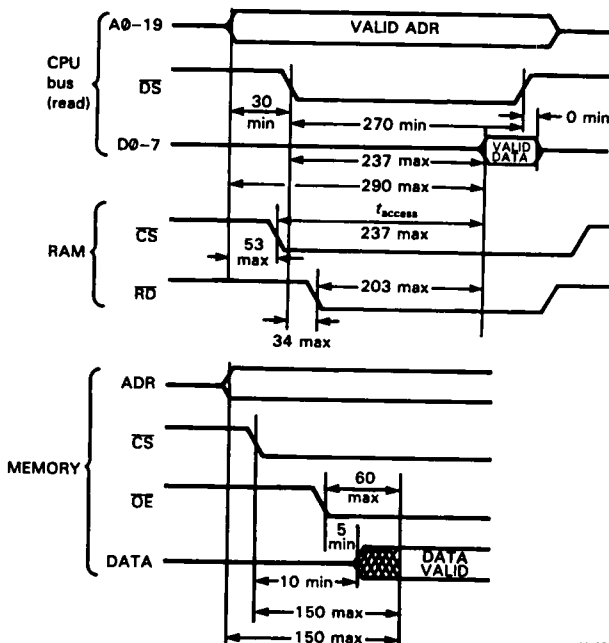 A0-19
VALID ADR
CPU
bus
(read)
DS
30
min
270 min
0 min
D0-7
VALID
DATA
237 max
290 max
taccess
237 max
RAM
CS
53
max
RD
203 max
34 max
ADR
CS
MEMORY
OE
60
max
5
min
DATA
DATA
VALID
10 min
150 max
150 max